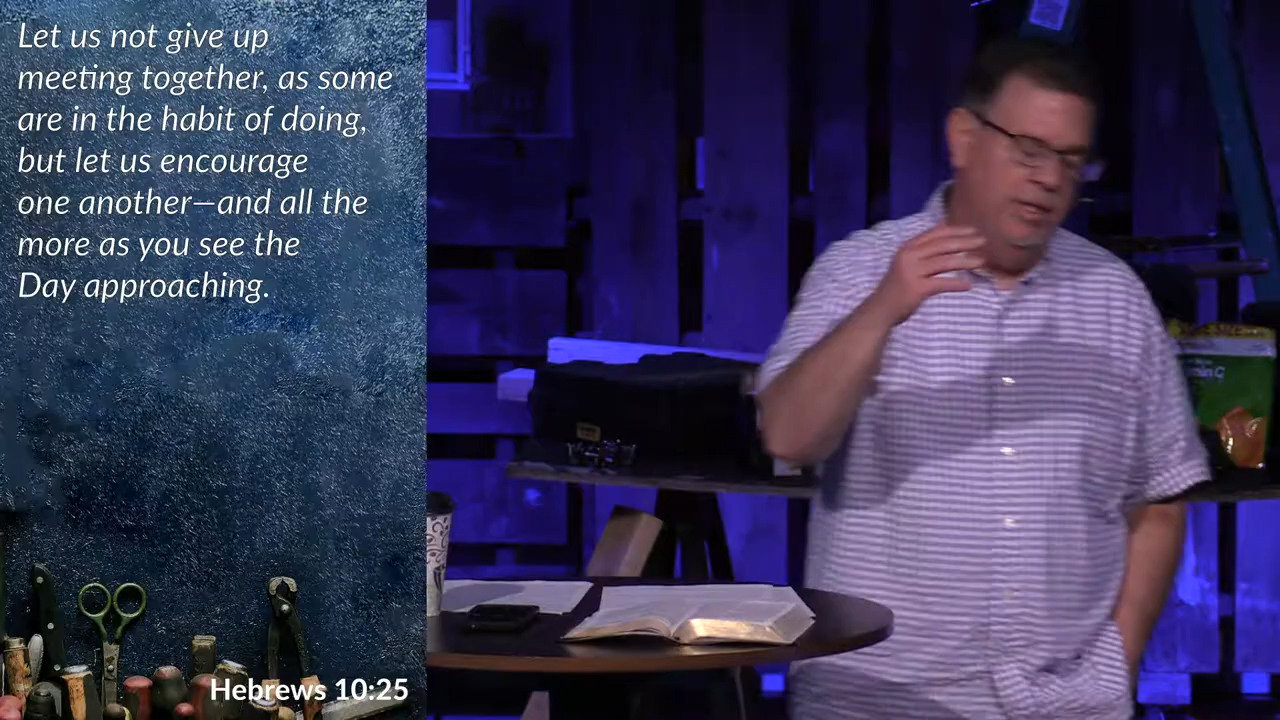 Let us not give up
meeting together, as some
are in the habit of doing,
but let us encourage
one another—and all the
more as you see the
Day approaching.
Hebrews 10:25